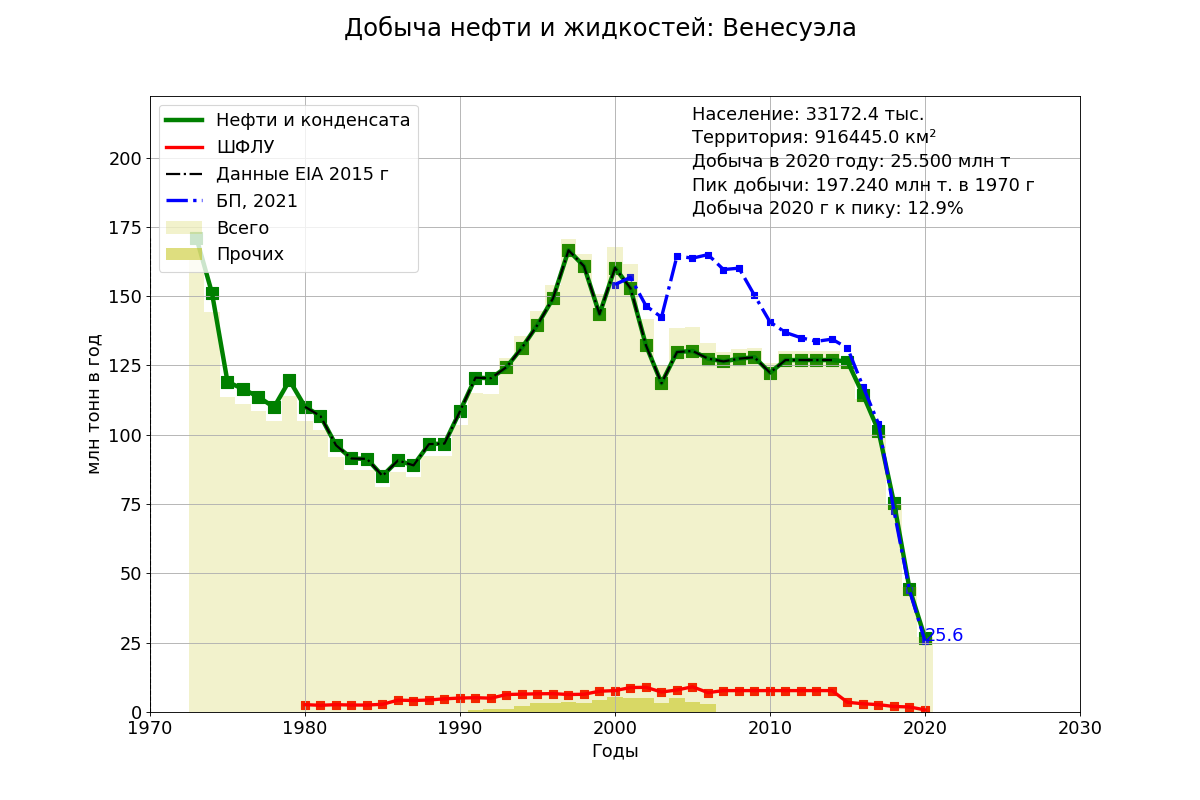 Добыча нефти и жидкостей: Венесуэла
Нефти и конденсата
ШФЛУ
Данные EIA 2015 г
БП, 2021
Всего
Прочих
Население: 33172.4 тыс.
Территория: 916445.0 км²
Добыча в 2020 году: 25.500 млн т
Пик добычи: 197.240 млн т. в 1970 г
Добыча 2020 г к пику: 12.9%
млн тонн в год
200
175
150
125
100
75
50
25
0
25.6
1970 1980 1990 2000 2010 2020 2030
Годы